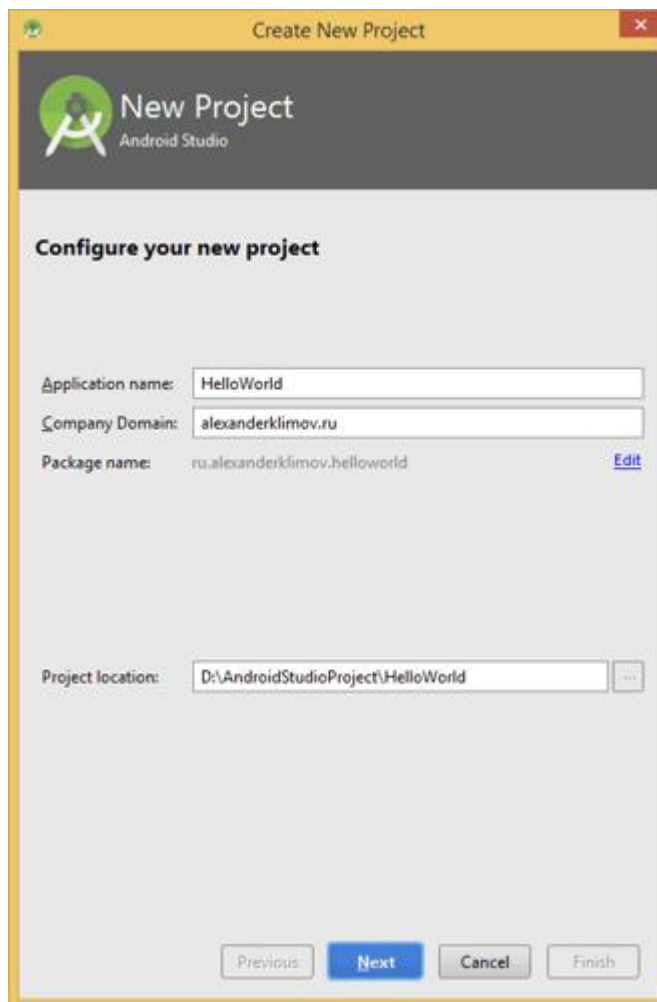 Create New Project
New Project
Android Studio
Configure your new project
Application name: HelloWorld
Company Domain: alexanderklimov.ru
Package name: ru.alexanderklimov.helloworld Edit
Project location: D:\AndroidStudioProject\HelloWorld ...
Previous Next Cancel Finish